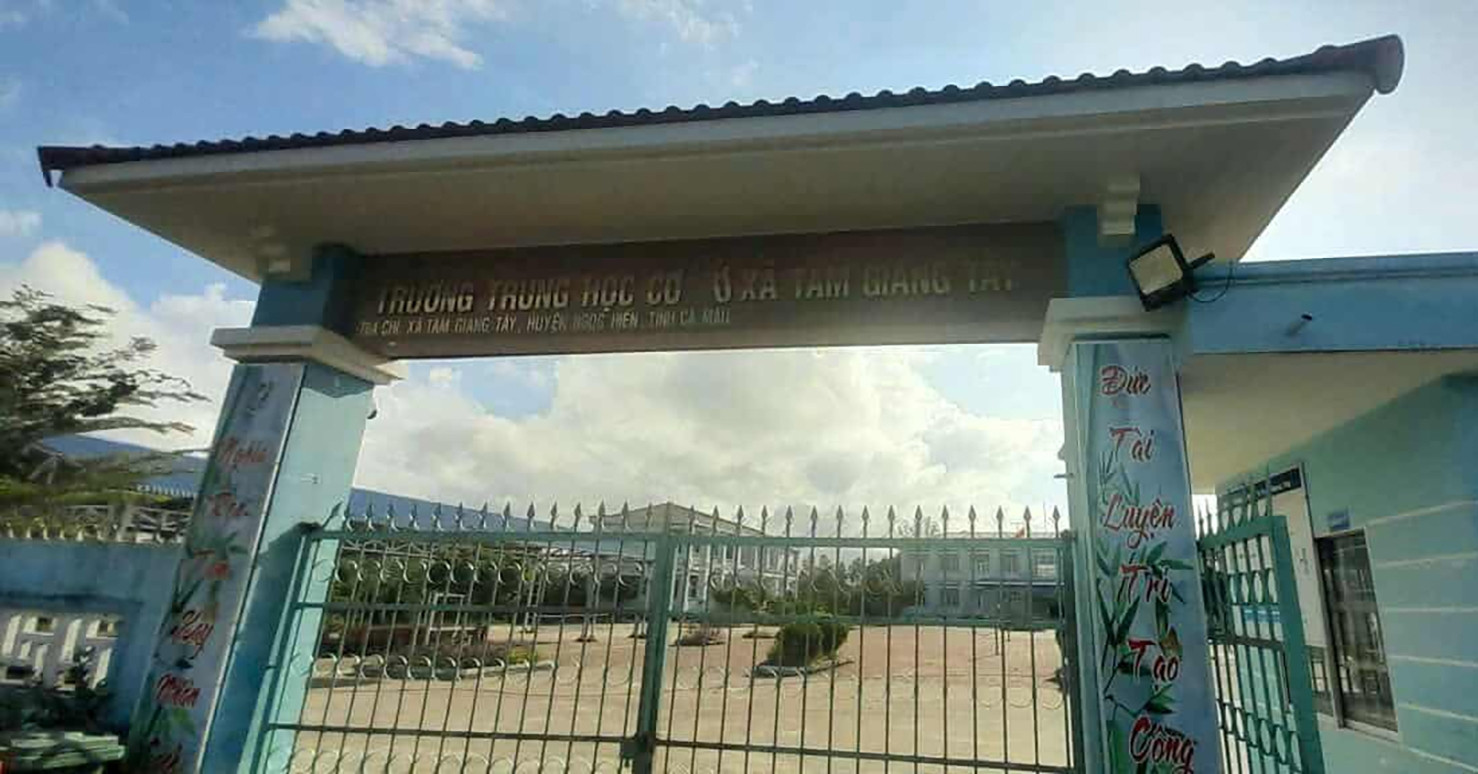 TRƯỜNG TRUNG HỌC CƠ Ở XÃ TAM GIANG TÂY
ĐỊA CHỈ: XÃ TAM GIANG TÂY, HUYỆN NGỌC HIỂN, TỈNH CÀ MAU
Nghĩa
Đức
Tài
Luyện
Trí
Tạo
Công